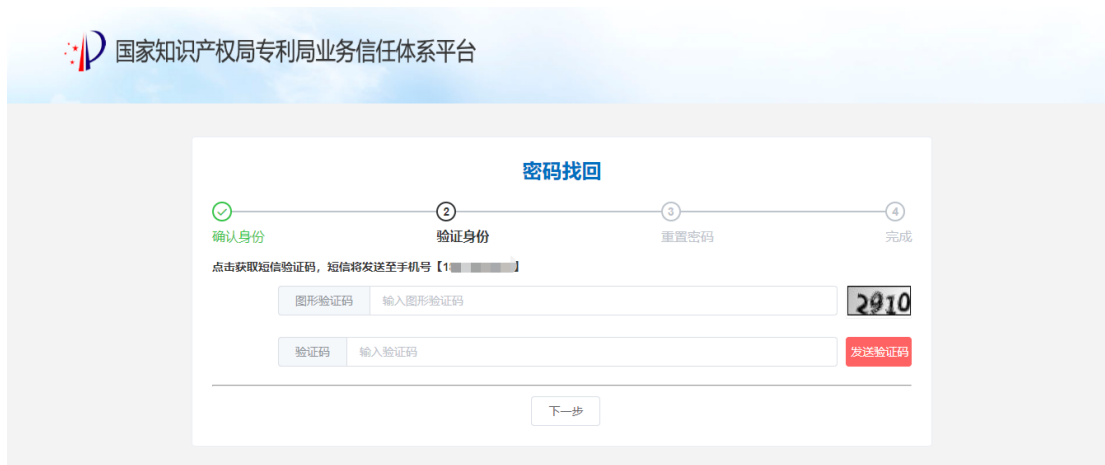 国家知识产权局专利局业务信任体系平台
密码找回
2 3 4
确认身份 验证身份 重置密码 完成
点击获取短信验证码，短信将发送至手机号【1】
图形验证码 输入图形验证码 2910
验证码 输入验证码 发送验证码
下一步